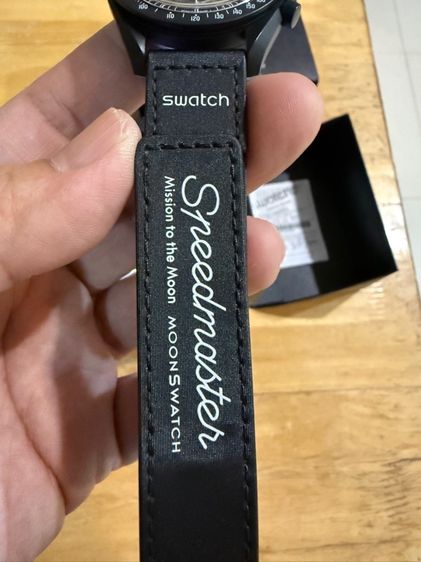 swatch
Speedmaster
Mission to the Moon MOONSWATCH